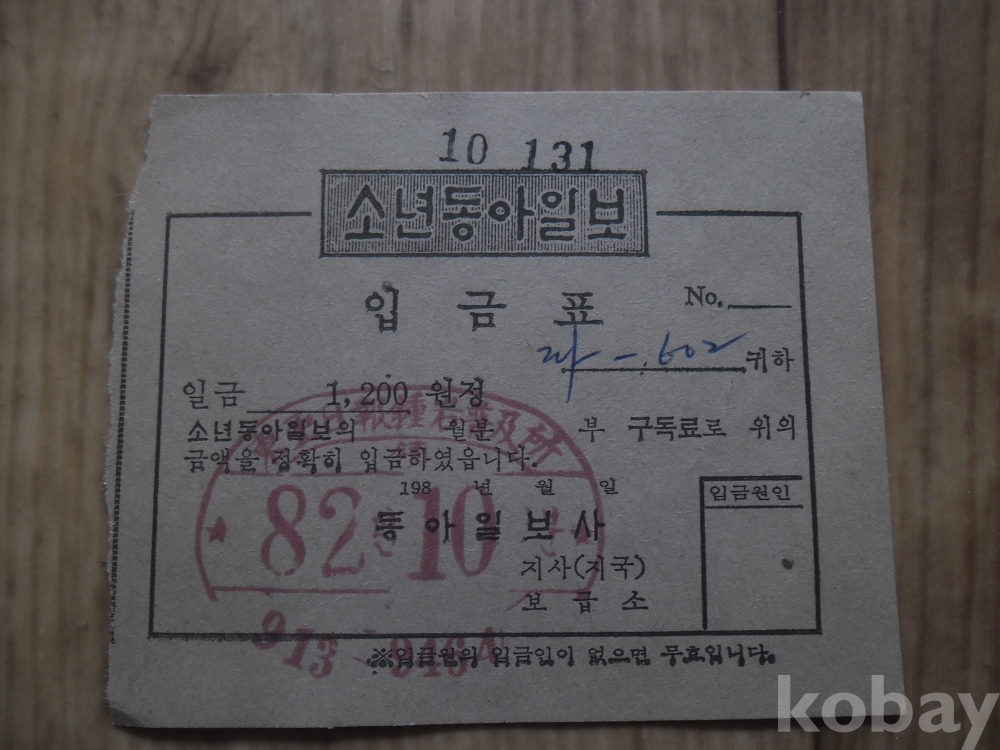 10 131
소년동아일보
입금표
No.
라-602 귀하
일금 1,200 원정
소년동아일보의 월분 부 구독료로 위의
금액을 정확히 입금하였읍니다.
198 년 월 일
입금원인
동아일보사
지사(지국)
보급소
82 10
913-9484
※입금원의 입금인이 없으면 무효입니다.
kobay